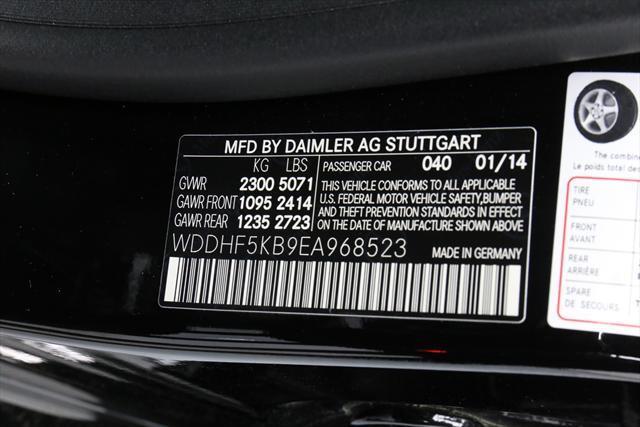 MFD BY DAIMLER AG STUTTGART
KG LBS
GVWR 2300 5071
GAWR FRONT 1095 2414
GAWR REAR 1235 2723
PASSENGER CAR 040 01/14
THIS VEHICLE CONFORMS TO ALL APPLICABLE
U.S. FEDERAL MOTOR VEHICLE SAFETY,BUMPER
AND THEFT PREVENTION STANDARDS IN EFFECT
ON THE DATE OF MANUFACTURE SHOWN ABOVE
WDDHF5KB9EA968523 MADE IN GERMANY
The combine
Le poids total des
TIRE
PNEU
FRONT
AVANT
REAR
ARRIÈRE
SPARE
DE SECOURS